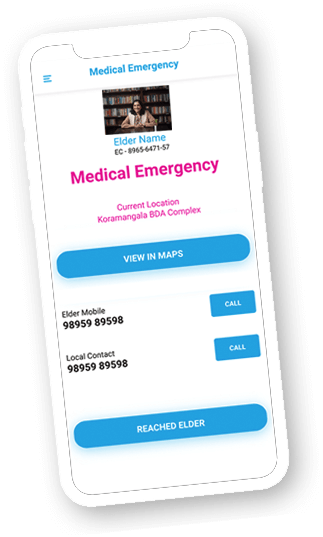 Medical Emergency
Elder Name
EC - 8965-6471-57
Medical Emergency
Current Location
Koramangala BDA Complex
VIEW IN MAPS
Elder Mobile
98959 89598
CALL
Local Contact
98959 89598
CALL
REACHED ELDER